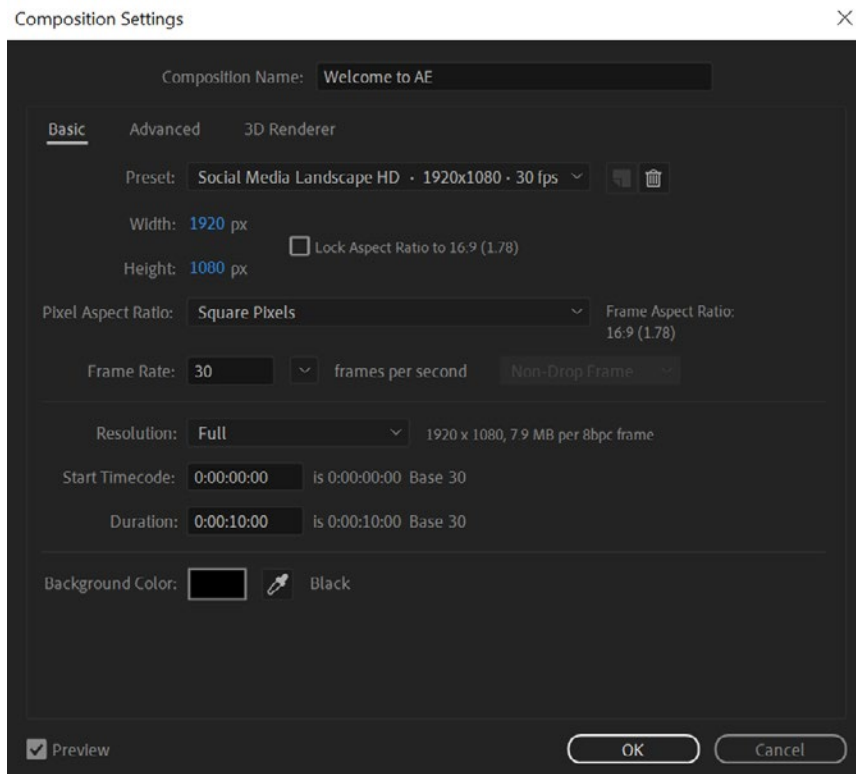 Composition Settings
Composition Name: Welcome to AE
Basic Advanced 3D Renderer
Preset: Social Media Landscape HD • 1920x1080 • 30 fps
Width: 1920 px
Lock Aspect Ratio to 16:9 (1.78)
Height: 1080 px
Pixel Aspect Ratio: Square Pixels Frame Aspect Ratio:
16:9 (1.78)
Frame Rate: 30 frames per second Non-Drop Frame
Resolution: Full 1920 x 1080, 7.9 MB per 8bpc frame
Start Timecode: 0:00:00:00 is 0:00:00:00 Base 30
Duration: 0:00:10:00 is 0:00:10:00 Base 30
Background Color: Black
Preview OK Cancel